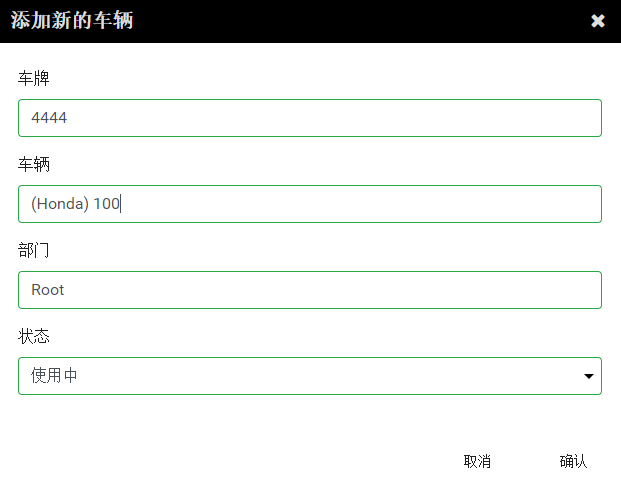 添加新的车辆
车牌
4444
车辆
(Honda) 100
部门
Root
状态
使用中
取消 确认